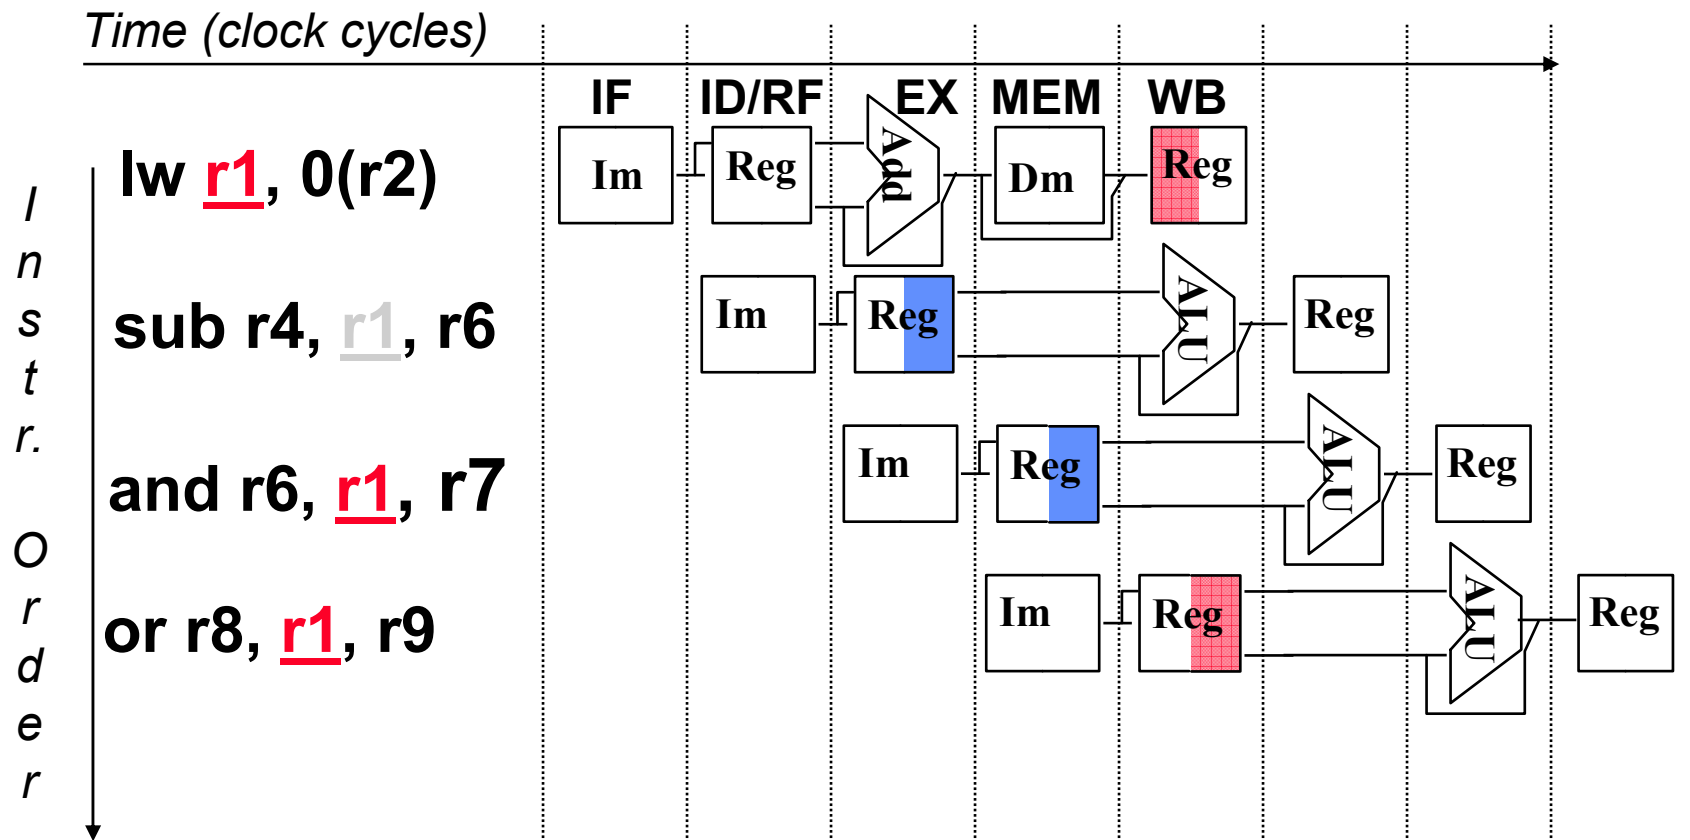 Time (clock cycles)
IF ID/RF EX MEM WB
Instr. Order
lw r1, 0(r2)
Im Reg Add Dm Reg
sub r4, r1, r6
Im Reg ALU Reg
and r6, r1, r7
Im Reg ALU Reg
or r8, r1, r9
Im Reg ALU Reg